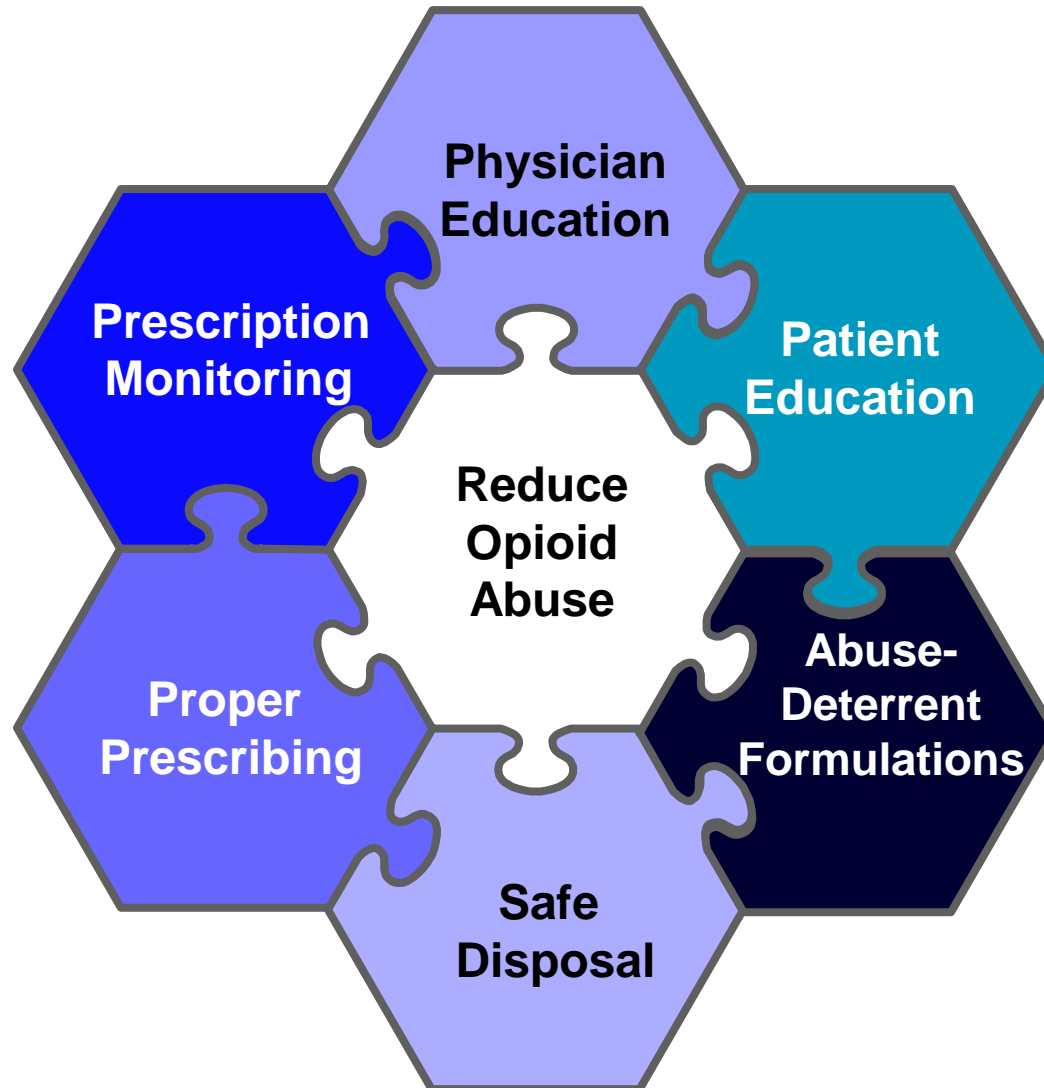 Physician
Education
Prescription
Monitoring
Patient
Education
Reduce
Opioid
Abuse
Proper
Prescribing
Abuse-
Deterrent
Formulations
Safe
Disposal